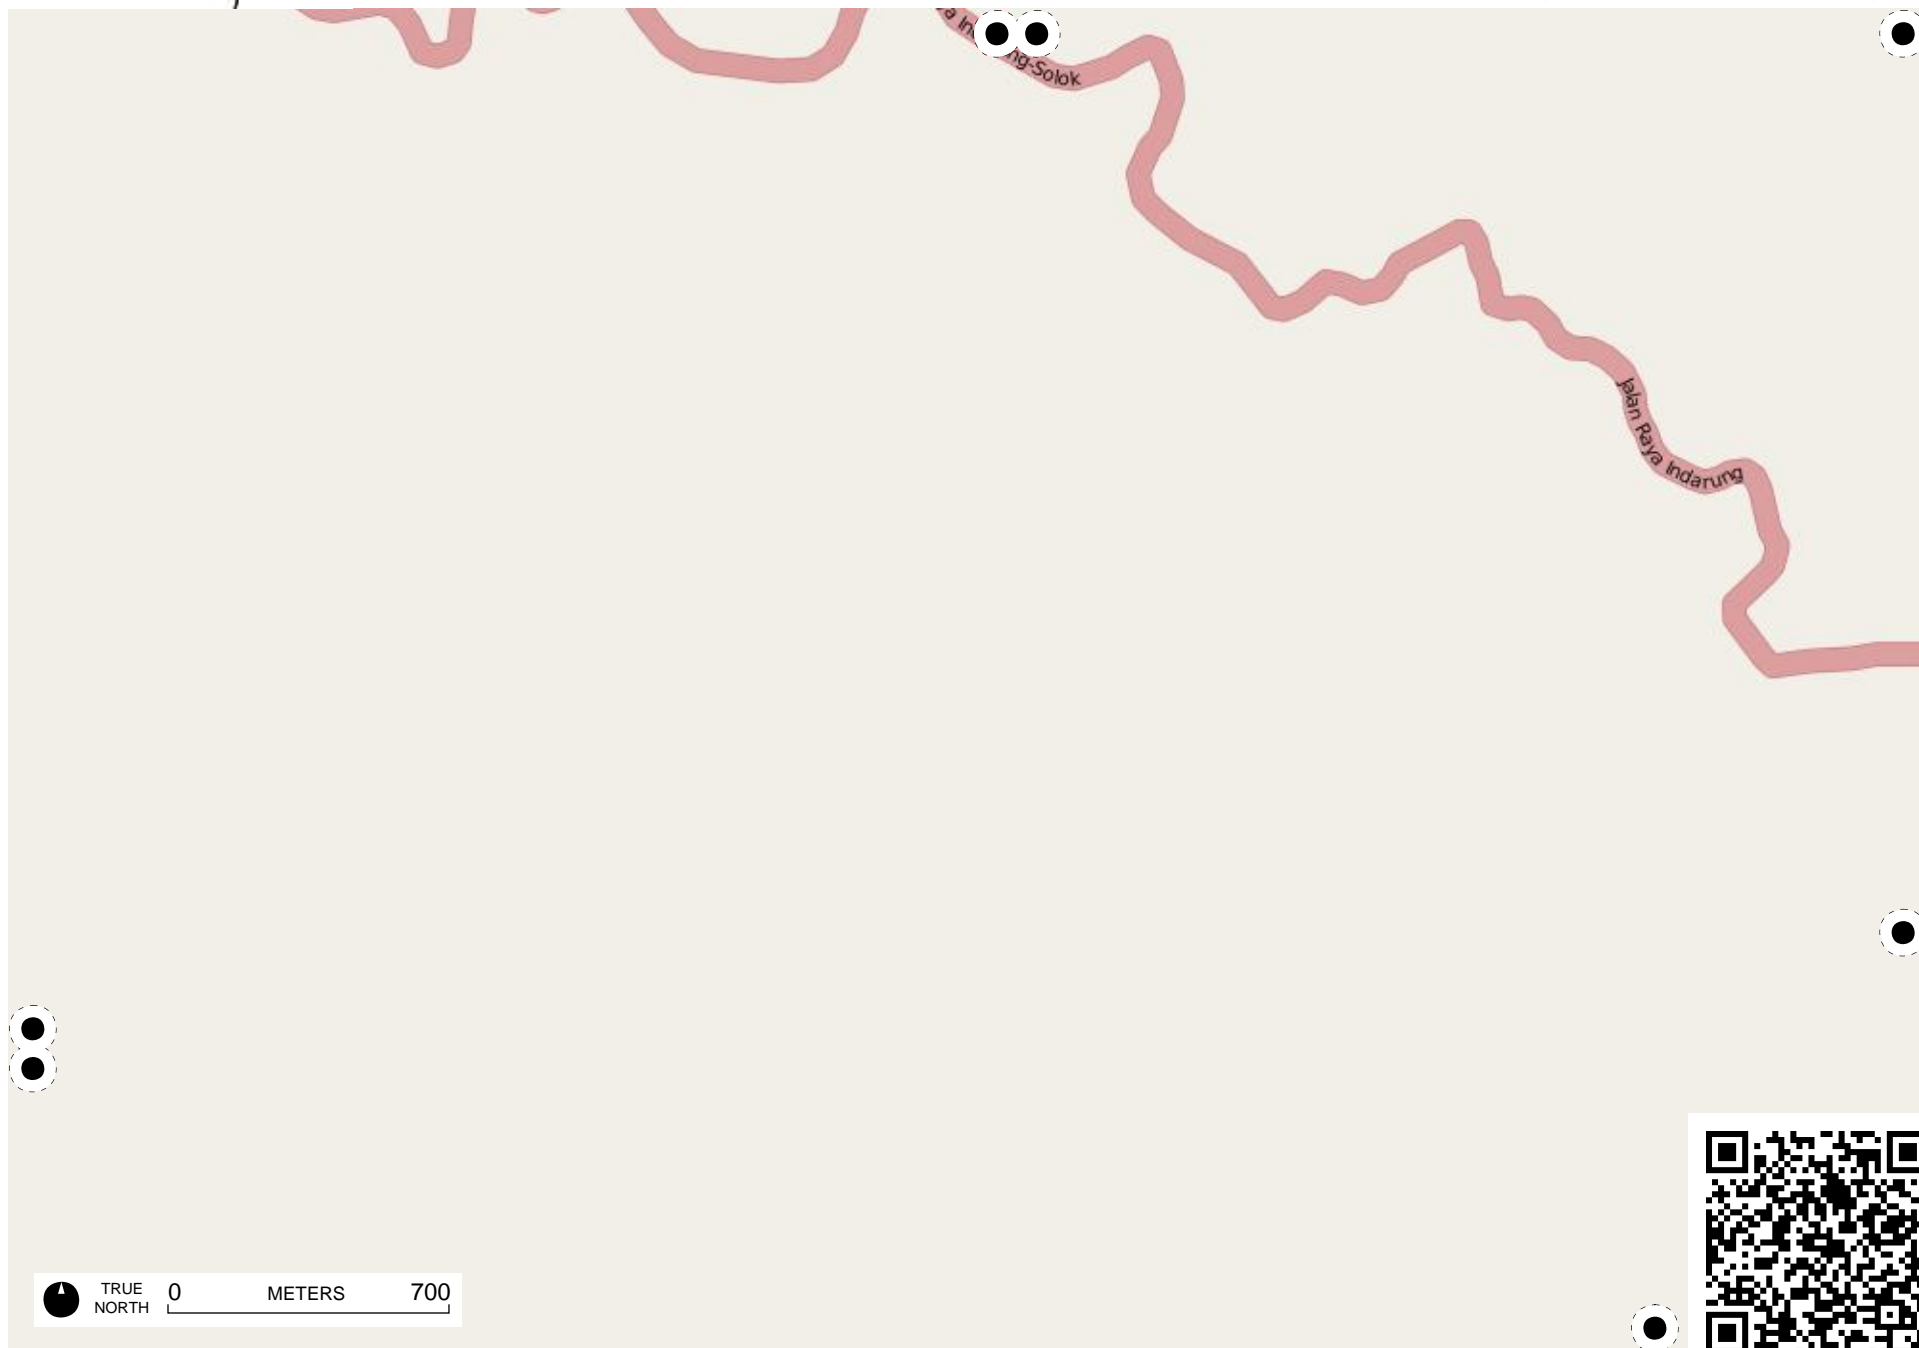 ng-Solok
Jalan Raya Indarung
TRUE
NORTH
0 METERS 700